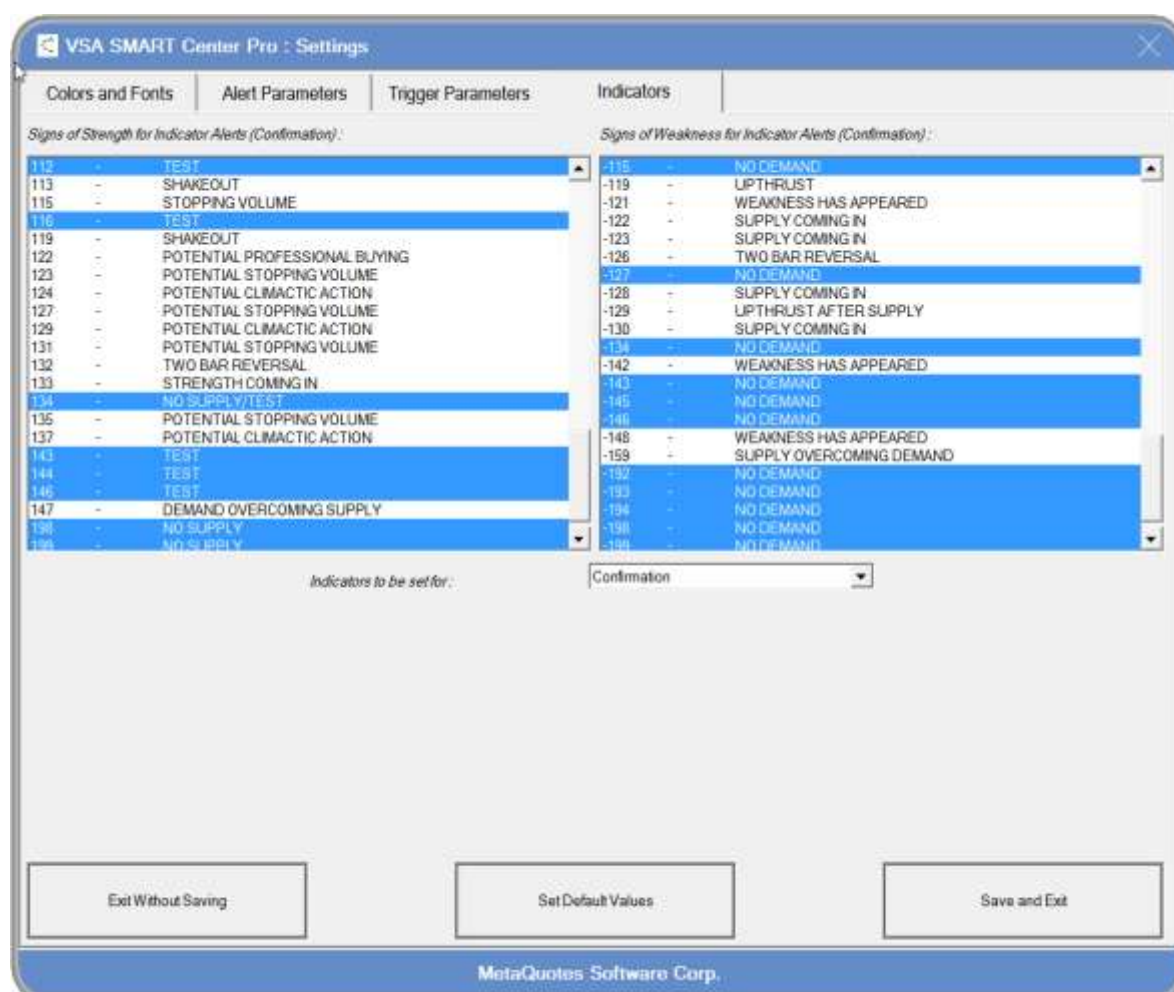 VSA SMART Center Pro : Settings
Colors and Fonts Alert Parameters Trigger Parameters Indicators
Signs of Strength for Indicator Alerts (Confirmation) :
112 - TEST
113 - SHAKEOUT
115 - STOPPING VOLUME
116 - TEST
119 - SHAKEOUT
122 - POTENTIAL PROFESSIONAL BUYING
123 - POTENTIAL STOPPING VOLUME
124 - POTENTIAL CLIMACTIC ACTION
127 - POTENTIAL STOPPING VOLUME
129 - POTENTIAL CLIMACTIC ACTION
131 - POTENTIAL STOPPING VOLUME
132 - TWO BAR REVERSAL
133 - STRENGTH COMING IN
134 - NO SUPPLY/TEST
135 - POTENTIAL STOPPING VOLUME
137 - POTENTIAL CLIMACTIC ACTION
143 - TEST
144 - TEST
146 - TEST
147 - DEMAND OVERCOMING SUPPLY
198 - NO SUPPLY
199 - NO SUPPLY
Signs of Weakness for Indicator Alerts (Confirmation) :
-115 - NO DEMAND
-119 - UPTHRUST
-121 - WEAKNESS HAS APPEARED
-122 - SUPPLY COMING IN
-123 - SUPPLY COMING IN
-126 - TWO BAR REVERSAL
-127 - NO DEMAND
-128 - SUPPLY COMING IN
-129 - UPTHRUST AFTER SUPPLY
-130 - SUPPLY COMING IN
-134 - NO DEMAND
-142 - WEAKNESS HAS APPEARED
-143 - NO DEMAND
-145 - NO DEMAND
-146 - NO DEMAND
-148 - WEAKNESS HAS APPEARED
-159 - SUPPLY OVERCOMING DEMAND
-192 - NO DEMAND
-193 - NO DEMAND
-194 - NO DEMAND
-198 - NO DEMAND
-199 - NO DEMAND
Indicators to be set for : Confirmation
Exit Without Saving Set Default Values Save and Exit
MetaQuotes Software Corp.